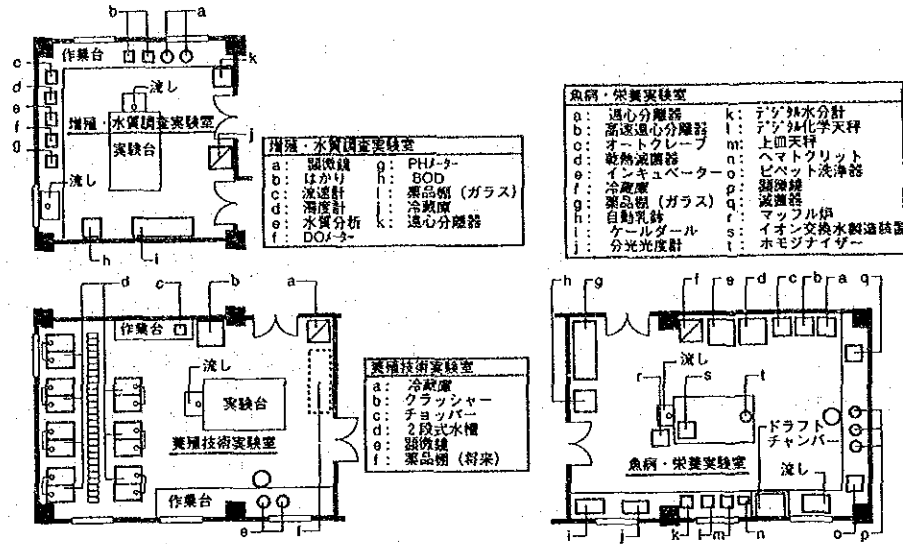 b a
作業台
c
d
e
f
g
k
流し
増殖・水質調査実験室
実験台
j
流し
h i
増殖・水質調査実験室
a: 顕微鏡 g: PHメーター
b: はかり h: BOD
c: 流速計 i: 薬品棚 (ガラス)
d: 濁度計 j: 冷蔵庫
e: 水質分析 k: 遠心分離器
f: DOメーター
魚病・栄養実験室
a: 遠心分離器 k: デジタル水分計
b: 高速遠心分離器 l: デジタル化学天秤
c: オートクレーブ m: 上皿天秤
d: 乾熱滅菌器 n: ヘマトクリット
e: インキュベーター o: ピペット洗浄器
f: 冷蔵庫 p: 顕微鏡
g: 薬品棚 (ガラス) q: 滅菌器
h: 自動乳鉢 r: マッフル炉
i: ケールダール s: イオン交換水製造装置
j: 分光光度計 t: ホモジナイザー
d c b a
作業台
流し
実験台
養殖技術実験室
作業台
e f
養殖技術実験室
a: 冷蔵庫
b: クラッシャー
c: チョッパー
d: 2段式水槽
e: 顕微鏡
f: 薬品棚 (将来)
h g f e d c b a q
流し
r s t
ドラフト
チャンバー
魚病・栄養実験室
流し
i j k l m n o p